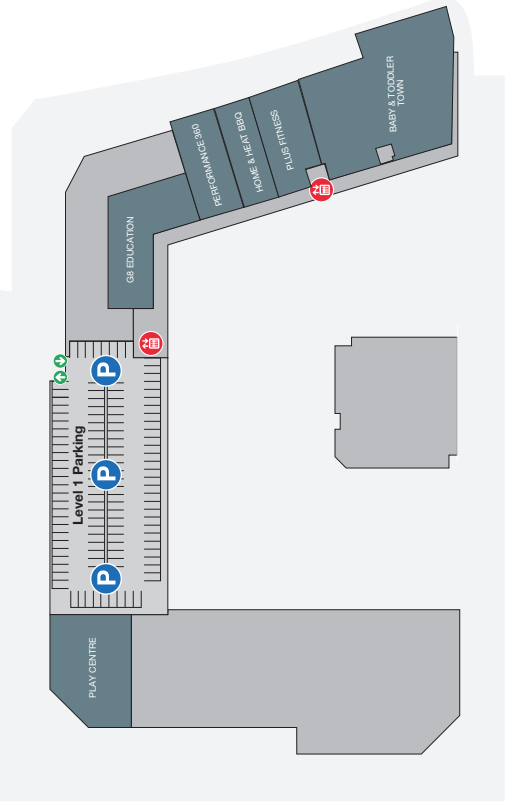 BABY & TODDLER
TOWN
PLUS FITNESS
HOME & HEAT BBQ
PERFORMANCE 360
G8 EDUCATION
P
Level 1 Parking
P
P
PLAY CENTRE